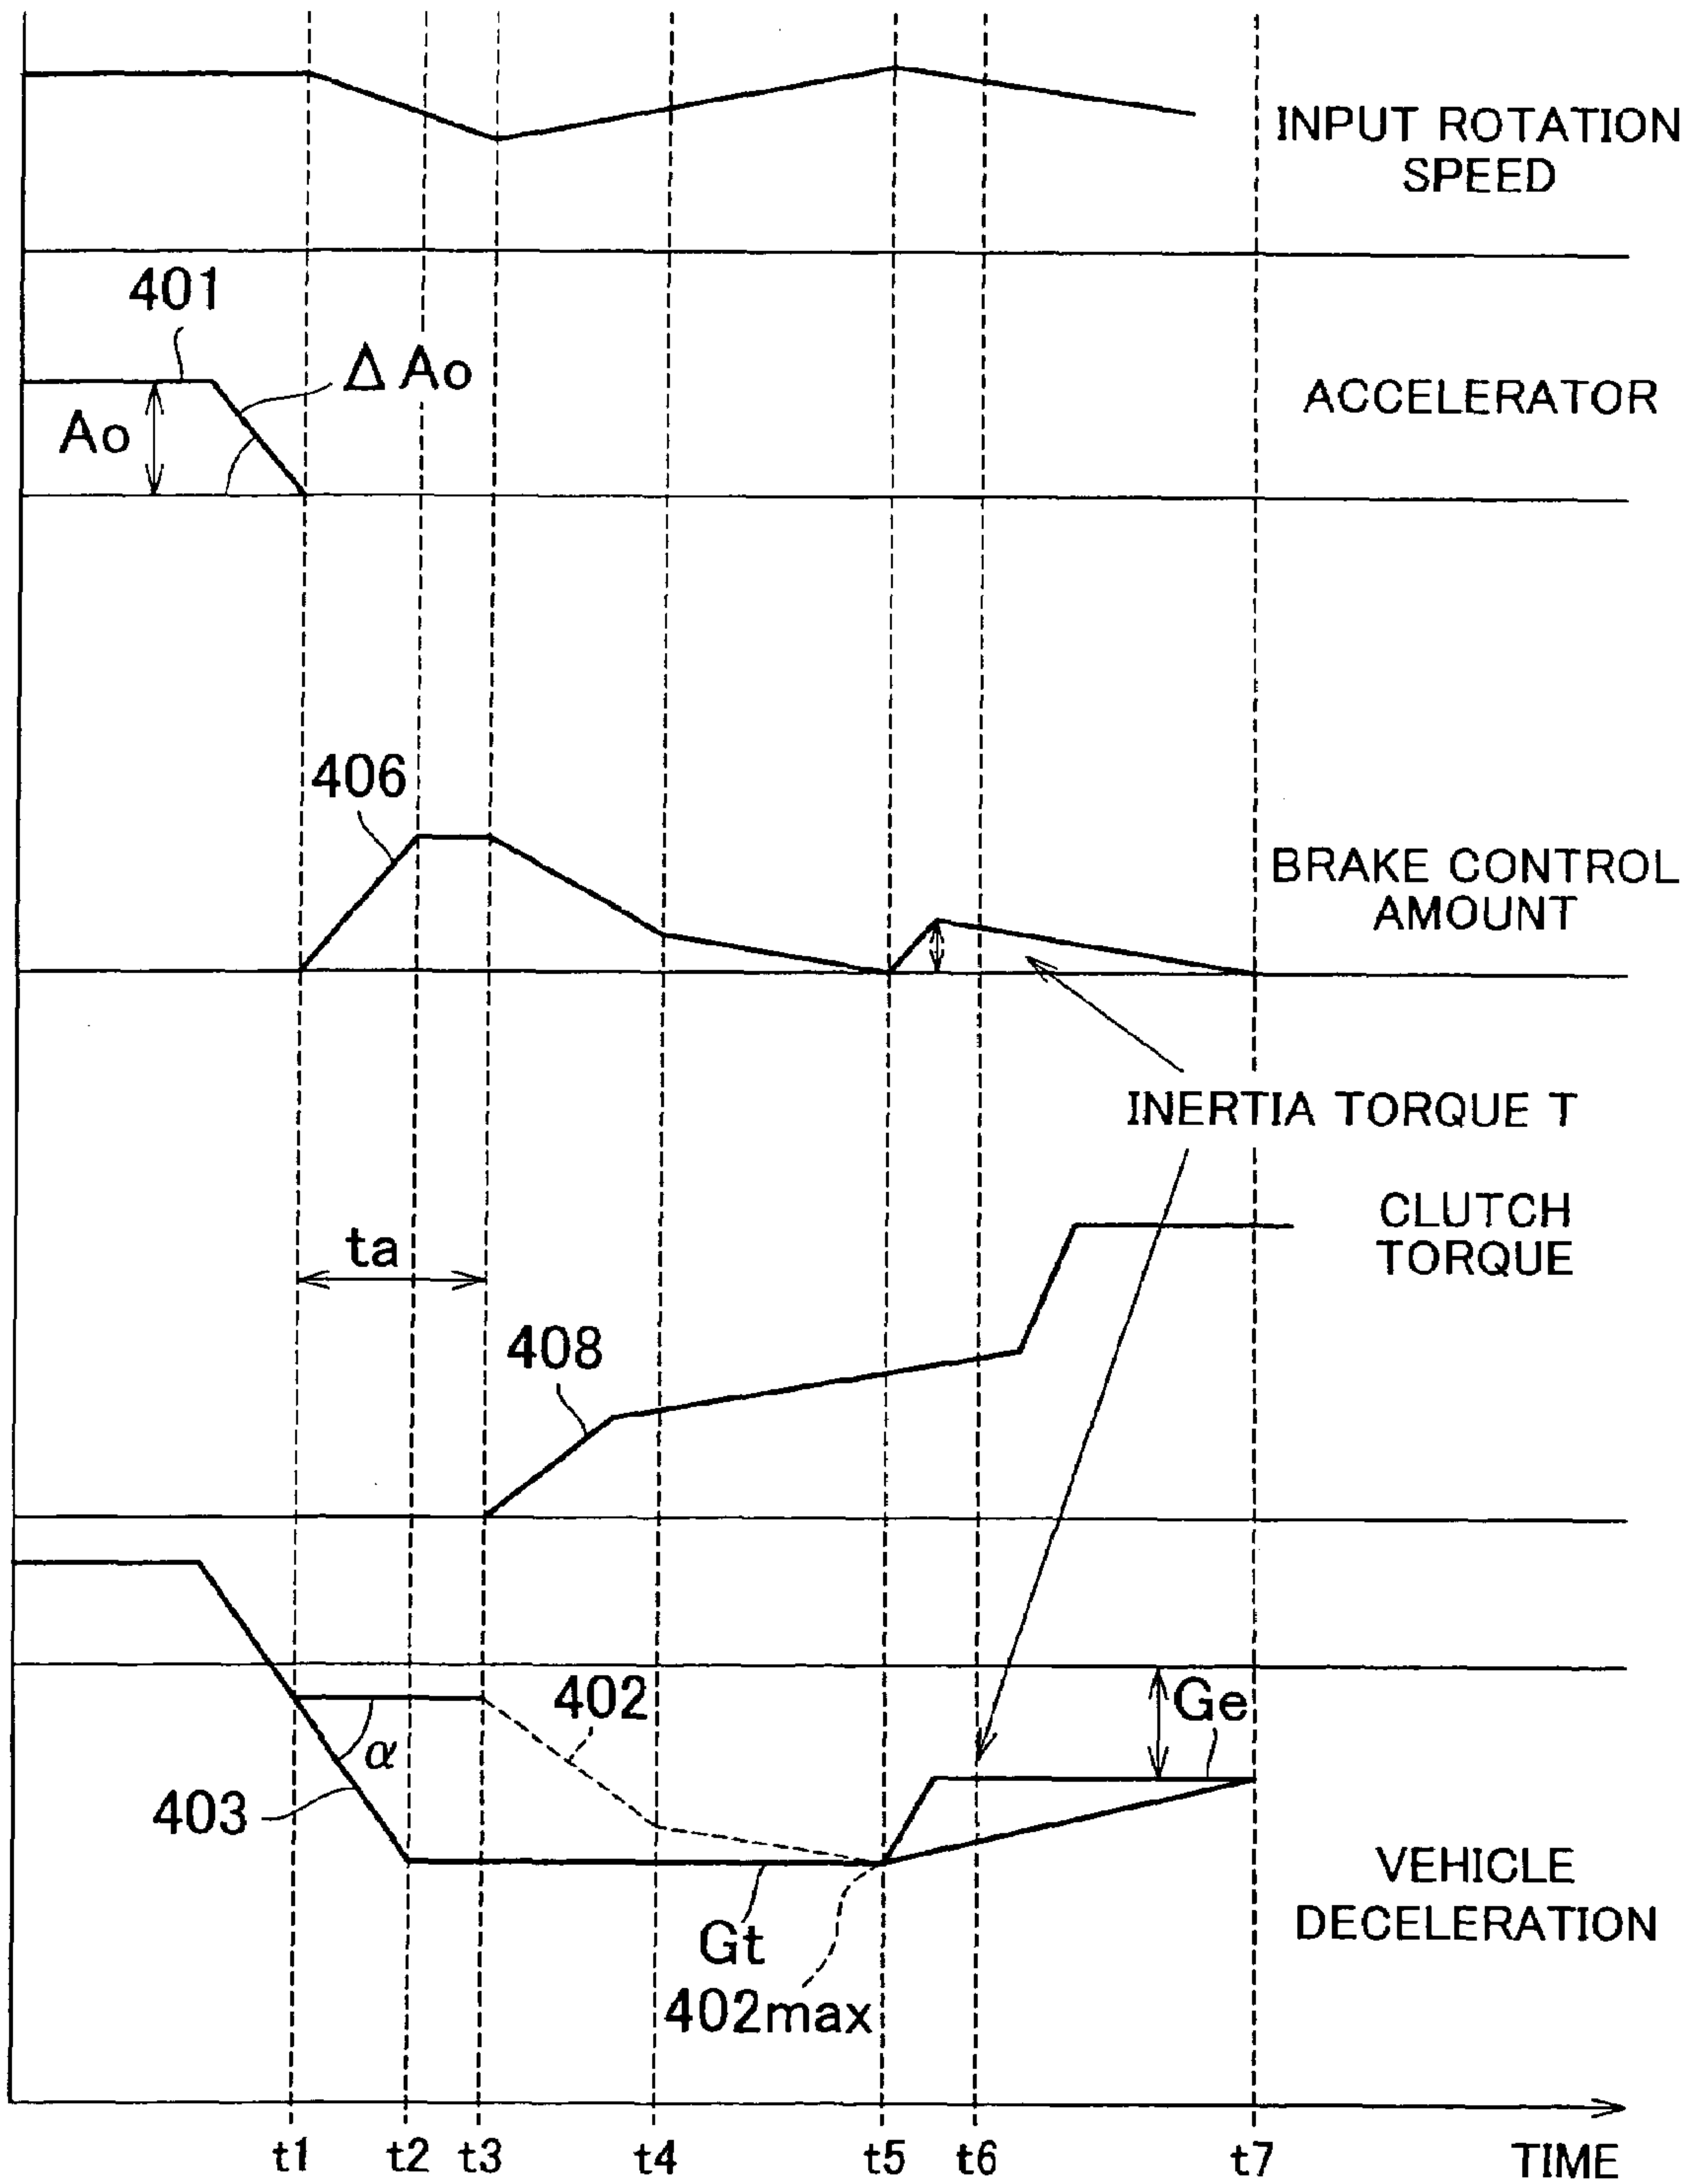 INPUT ROTATION
SPEED
401
Δ Ao
Ao
ACCELERATOR
406
BRAKE CONTROL
AMOUNT
INERTIA TORQUE T
CLUTCH
TORQUE
ta
408
402
Ge
α
403
VEHICLE
DECELERATION
Gt
402max
t1 t2 t3 t4 t5 t6 t7 TIME